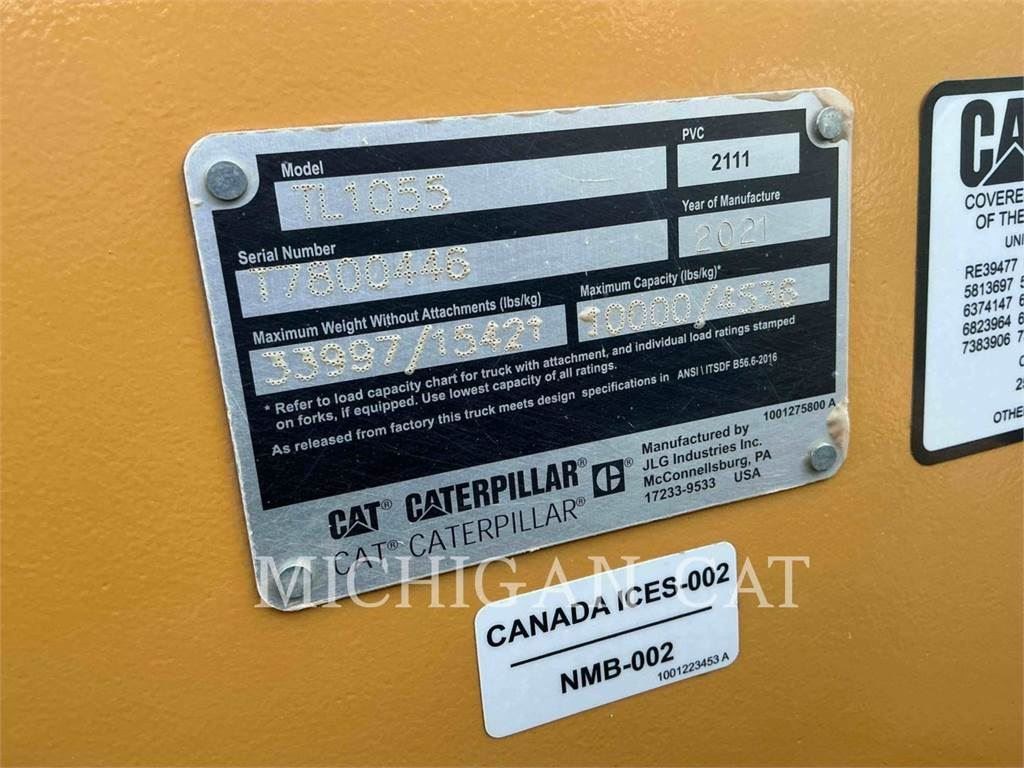 Model
TL1055
PVC
2111
Serial Number
T7800446
Year of Manufacture
2021
Maximum Weight Without Attachments (lbs/kg)
33997/15421
Maximum Capacity (lbs/kg)*
10000/4536
* Refer to load capacity chart for truck with attachment, and individual load ratings stamped
on forks, if equipped. Use lowest capacity of all ratings.
As released from factory this truck meets design specifications in ANSI \ ITSDF B56.6-2016
1001275800 A
CAT® CATERPILLAR® C®
CAT® CATERPILLAR®
Manufactured by
JLG Industries Inc.
McConnellsburg, PA
17233-9533 USA
MICHIGAN CAT
CANADA ICES-002
NMB-002
1001223453 A
CA
COVERE
OF THE
UNI
RE39477
5813697 5
6374147 6
6823964 6
7383906 7
OTHE